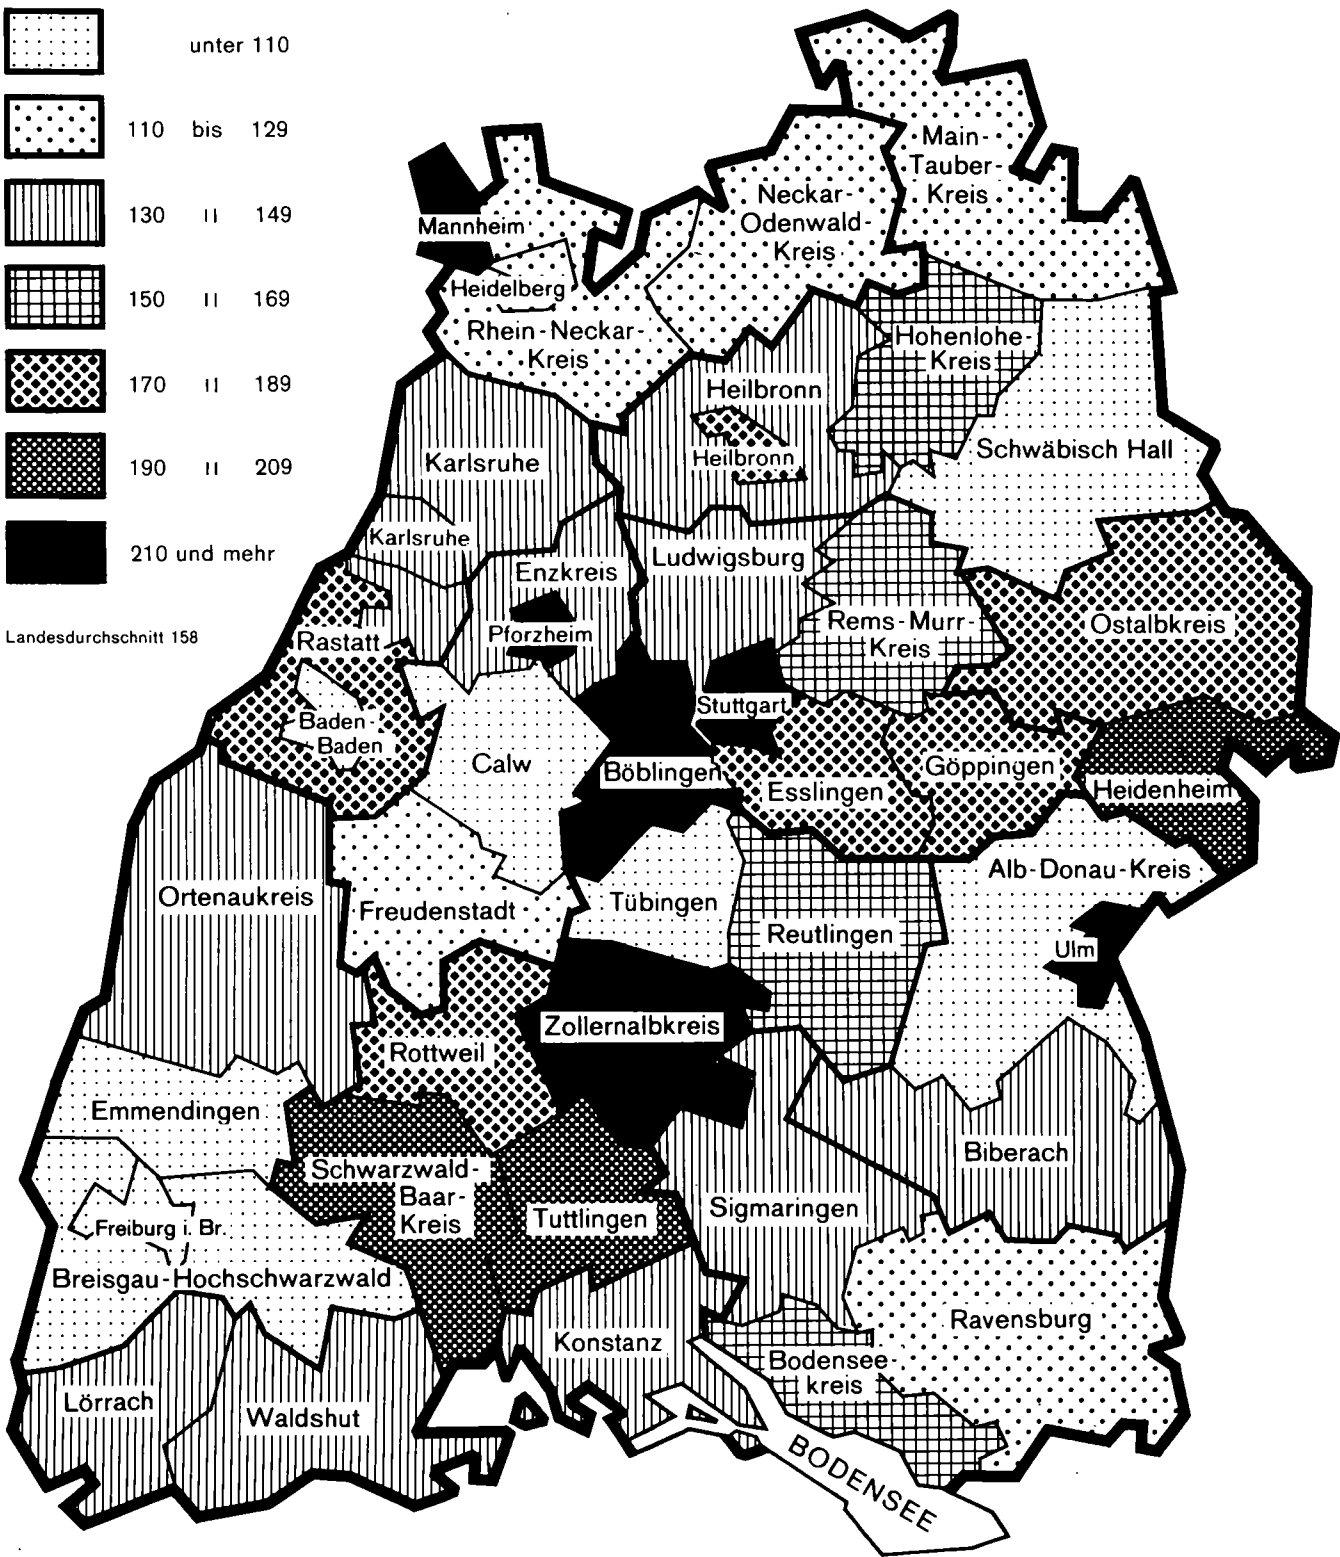 unter 110
110 bis 129
130 " 149
150 " 169
170 " 189
190 " 209
210 und mehr
Landesdurchschnitt 158
Main-
Tauber-
Kreis
Neckar-
Odenwald-
Kreis
Mannheim
Heidelberg
Rhein-Neckar-
Kreis
Hohenlohe-
Kreis
Heilbronn
Heilbronn
Schwäbisch Hall
Karlsruhe
Karlsruhe
Enzkreis
Ludwigsburg
Pforzheim
Rems-Murr-
Kreis
Ostalbkreis
Rastatt
Baden-
Baden
Stuttgart
Calw
Böblingen
Esslingen
Göppingen
Heidenheim
Alb-Donau-Kreis
Ortenaukreis
Freudenstadt
Tübingen
Reutlingen
Ulm
Zollernalbkreis
Rottweil
Emmendingen
Biberach
Schwarzwald-
Baar-
Kreis
Tuttlingen
Sigmaringen
Freiburg i. Br.
Breisgau-Hochschwarzwald
Ravensburg
Konstanz
Bodensee-
kreis
Lörrach
Waldshut
BODENSEE